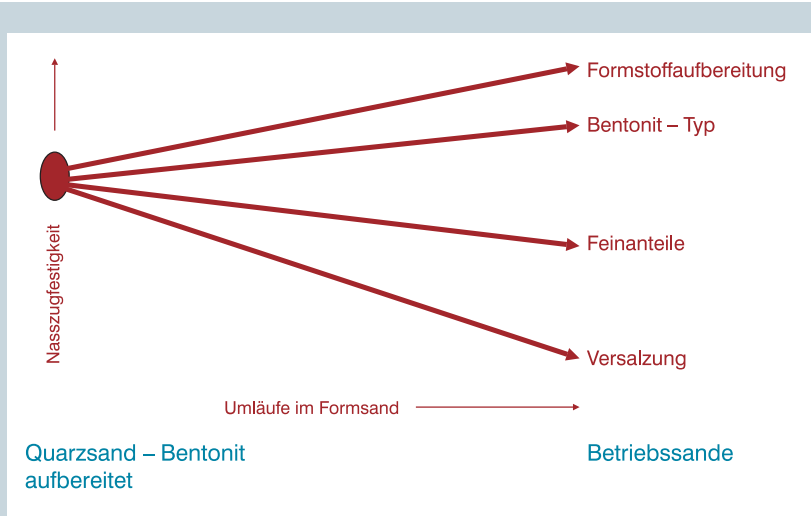 Formstoffaufbereitung
Bentonit – Typ
Feinanteile
Versalzung
Nasszugfestigkeit
Umläufe im Formsand
Quarzsand – Bentonit
aufbereitet
Betriebssande